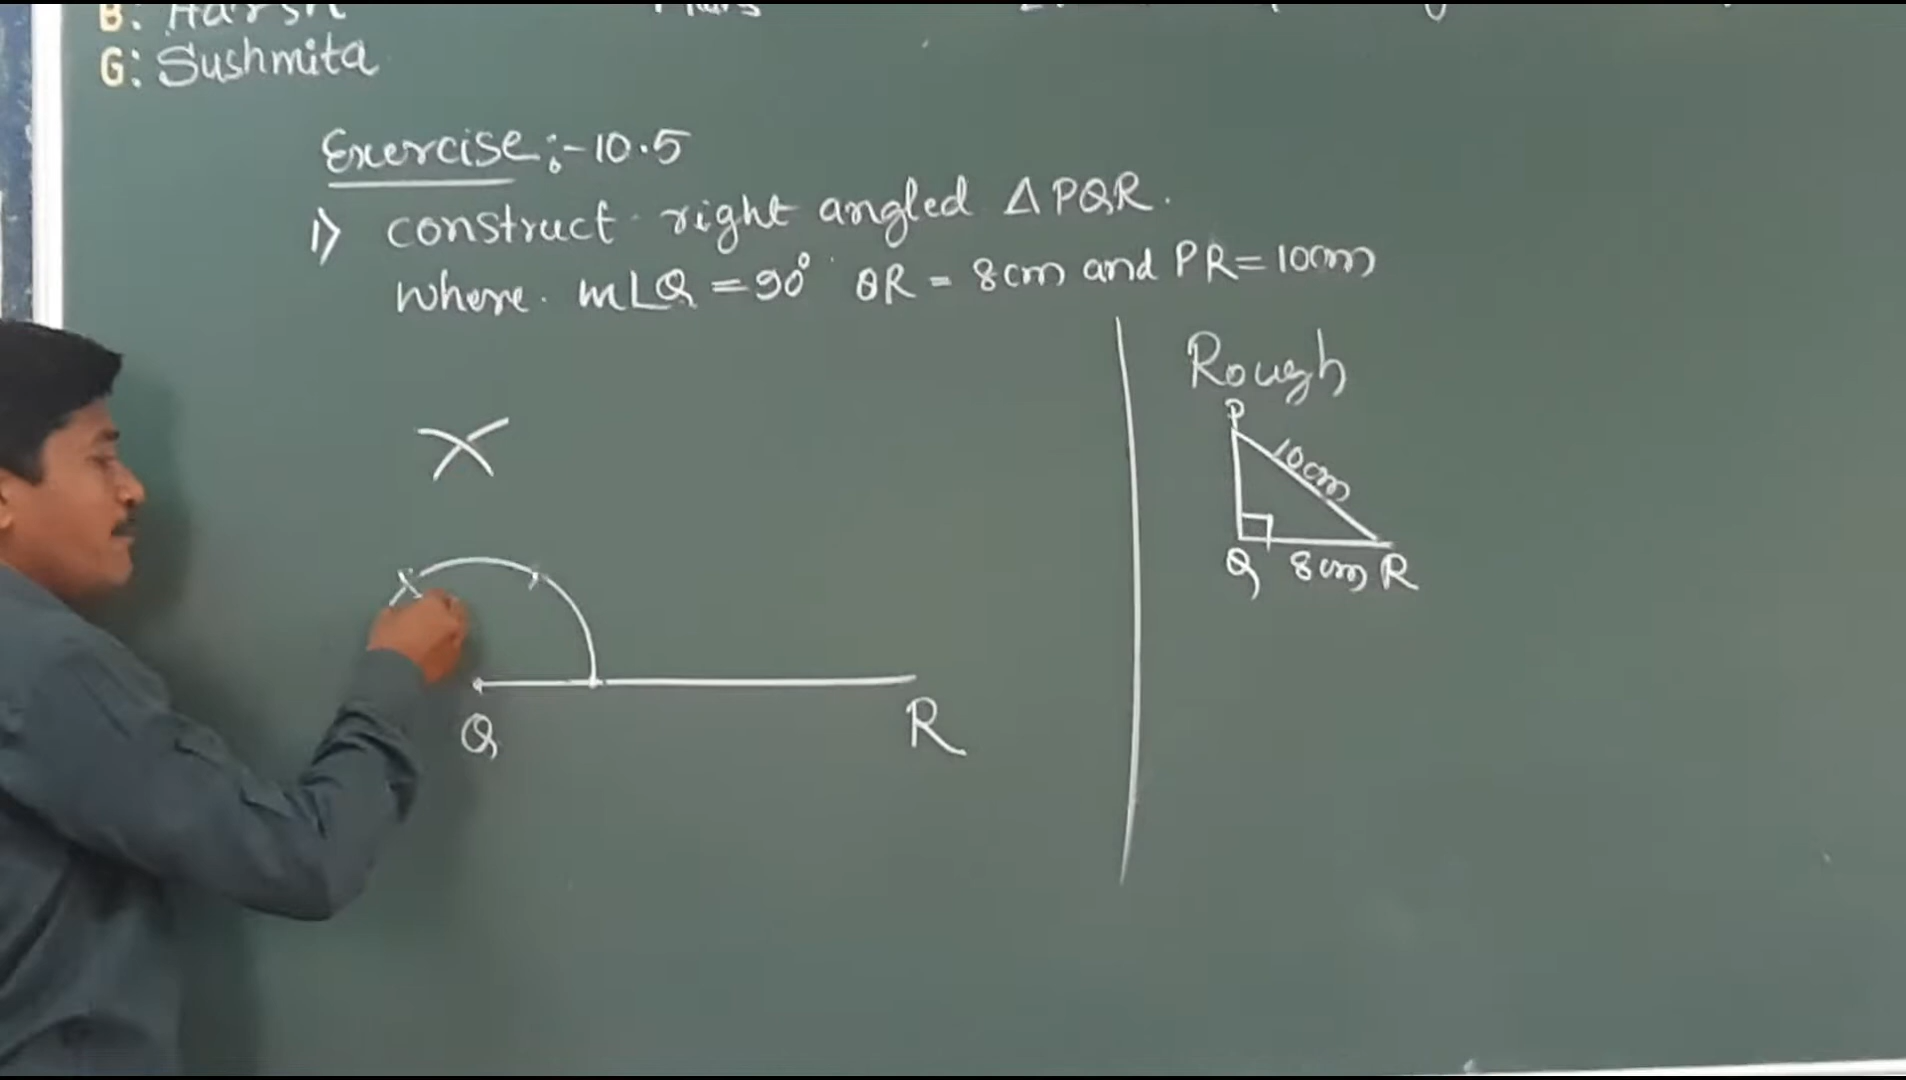 B: Harsh
G: Sushmita
Exercise:-10.5
1) construct right angled △PQR.
where. m∟Q = 90° QR = 8cm and PR=10cm
Rough
P
10cm
Q 8cm R
Q R